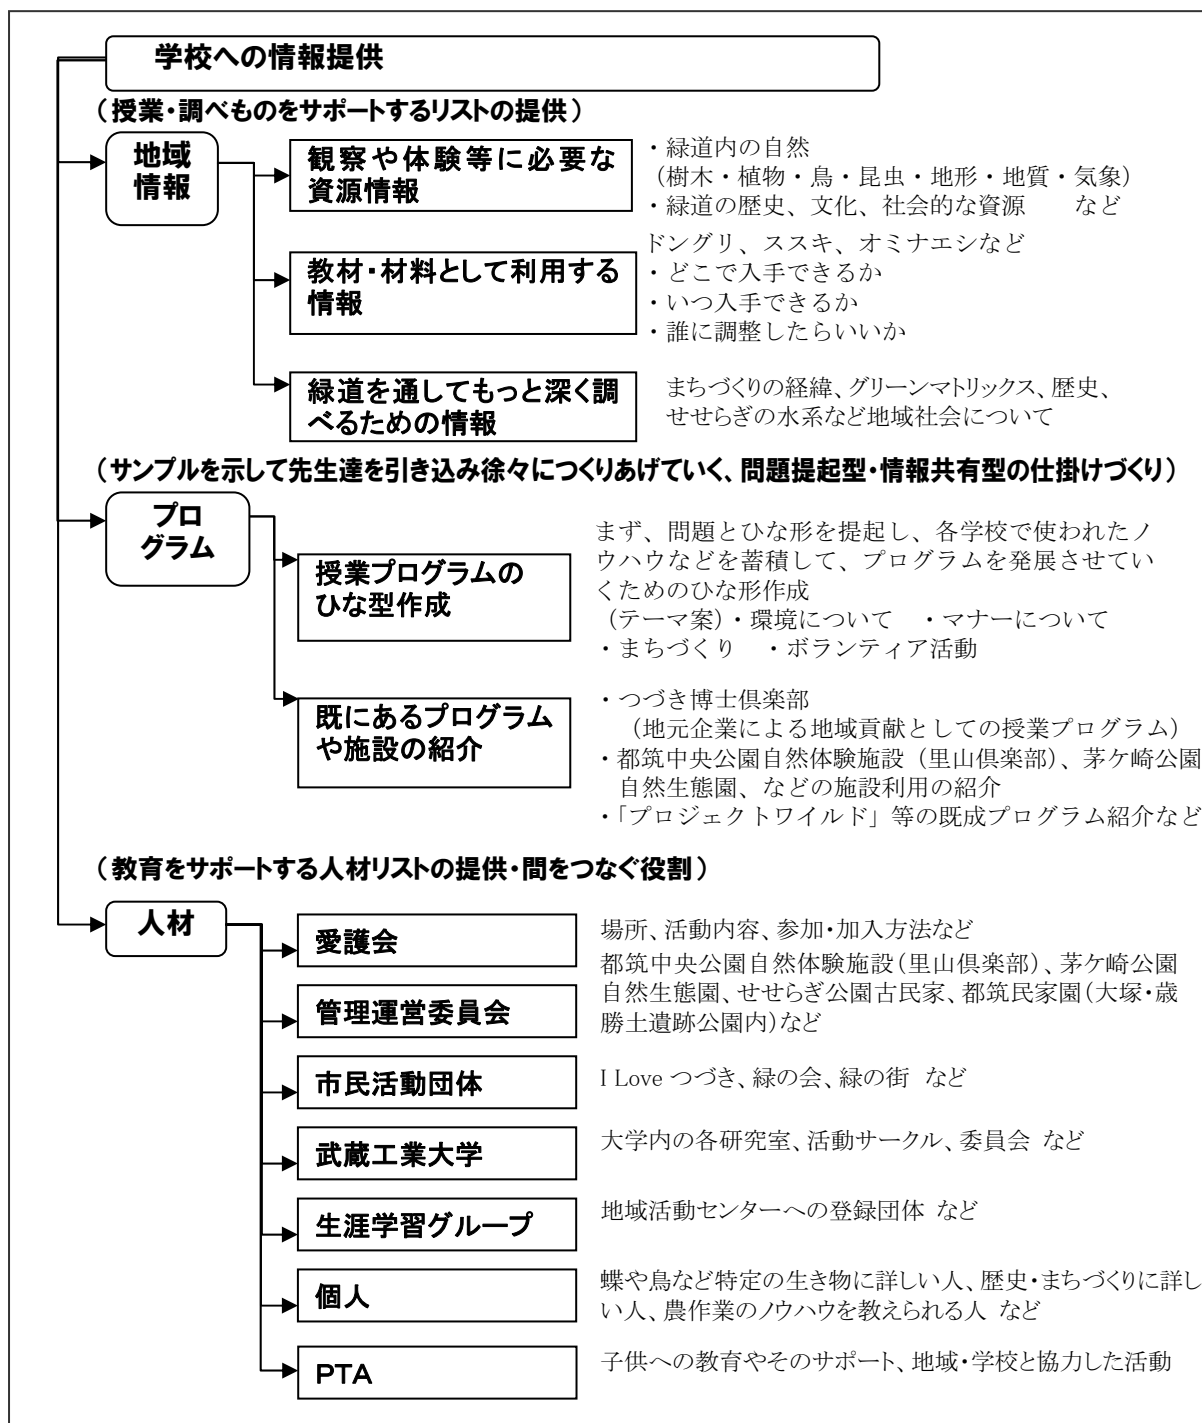 学校への情報提供
（授業・調べものをサポートするリストの提供）
地域
情報
観察や体験等に必要な
資源情報
・緑道内の自然
（樹木・植物・鳥・昆虫・地形・地質・気象）
・緑道の歴史、文化、社会的な資源　　など
教材・材料として利用する
情報
ドングリ、ススキ、オミナエシなど
・どこで入手できるか
・いつ入手できるか
・誰に調整したらいいか
緑道を通してもっと深く調
べるための情報
まちづくりの経緯、グリーンマトリックス、歴史、
せせらぎの水系など地域社会について
（サンプルを示して先生達を引き込み徐々につくりあげていく、問題提起型・情報共有型の仕掛けづくり）
プロ
グラム
授業プログラムの
ひな型作成
まず、問題とひな形を提起し、各学校で使われたノ
ウハウなどを蓄積して、プログラムを発展させてい
くためのひな形作成
（テーマ案）・環境について　・マナーについて
・まちづくり　・ボランティア活動
既にあるプログラム
や施設の紹介
・つづき博士倶楽部
（地元企業による地域貢献としての授業プログラム）
・都筑中央公園自然体験施設（里山倶楽部）、茅ケ崎公園
自然生態園、などの施設利用の紹介
・「プロジェクトワイルド」等の既成プログラム紹介など
（教育をサポートする人材リストの提供・間をつなぐ役割）
人材
愛護会
場所、活動内容、参加・加入方法など
管理運営委員会
都筑中央公園自然体験施設（里山倶楽部）、茅ケ崎公園
自然生態園、せせらぎ公園古民家、都筑民家園（大塚・歳
勝土遺跡公園内）など
市民活動団体
I Love つづき、緑の会、緑の街 など
武蔵工業大学
大学内の各研究室、活動サークル、委員会 など
生涯学習グループ
地域活動センターへの登録団体 など
個人
蝶や鳥など特定の生き物に詳しい人、歴史・まちづくりに詳し
い人、農作業のノウハウを教えられる人 など
PTA
子供への教育やそのサポート、地域・学校と協力した活動